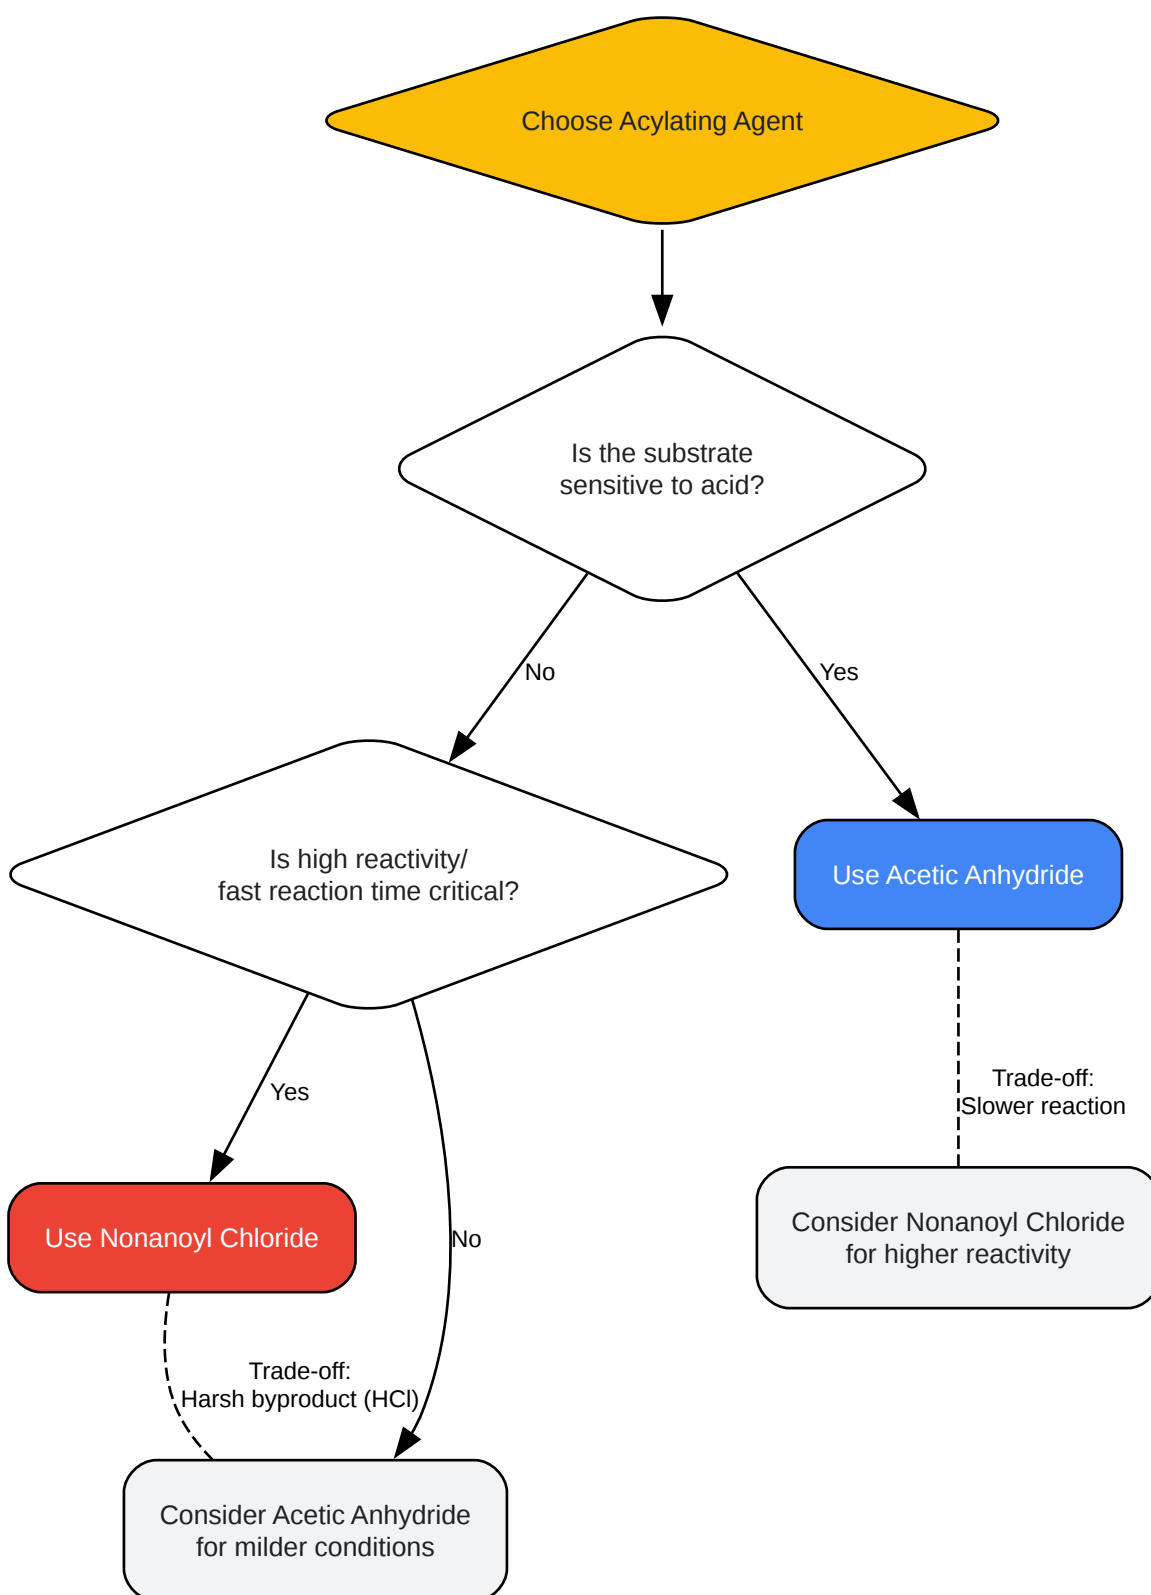 Choose Acylating Agent
Is the substrate
sensitive to acid?
No
Yes
Is high reactivity/
fast reaction time critical?
Use Acetic Anhydride
Yes
Trade-off:
Slower reaction
Use Nonanoyl Chloride
No
Consider Nonanoyl Chloride
for higher reactivity
Trade-off:
Harsh byproduct (HCl)
Consider Acetic Anhydride
for milder conditions